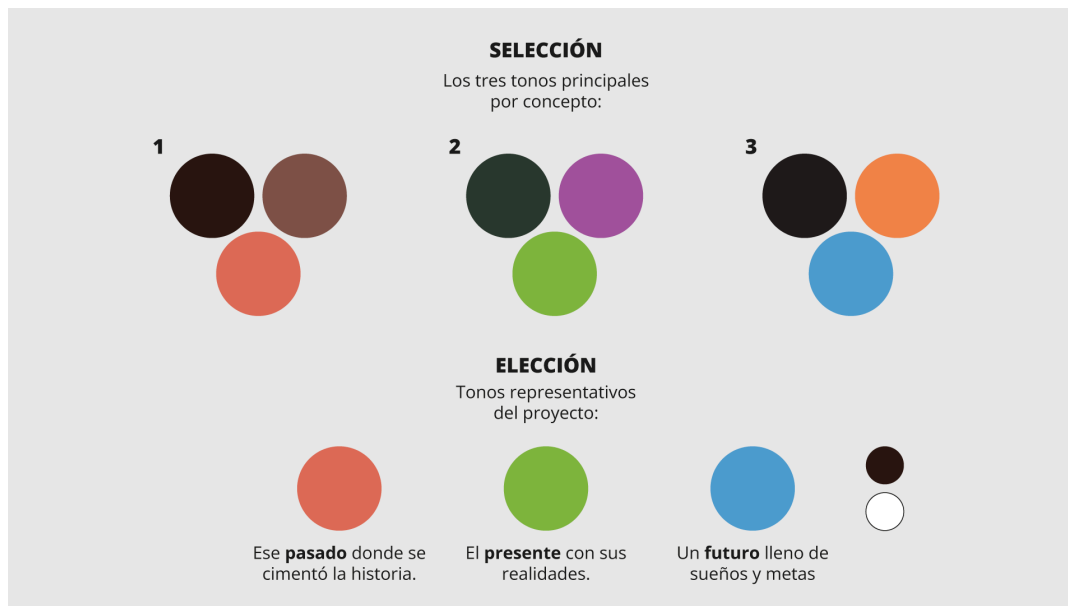 SELECCIÓN
Los tres tonos principales
por concepto:
1
2
3
ELECCIÓN
Tonos representativos
del proyecto:
Ese pasado donde se
cimentó la historia.
El presente con sus
realidades.
Un futuro lleno de
sueños y metas